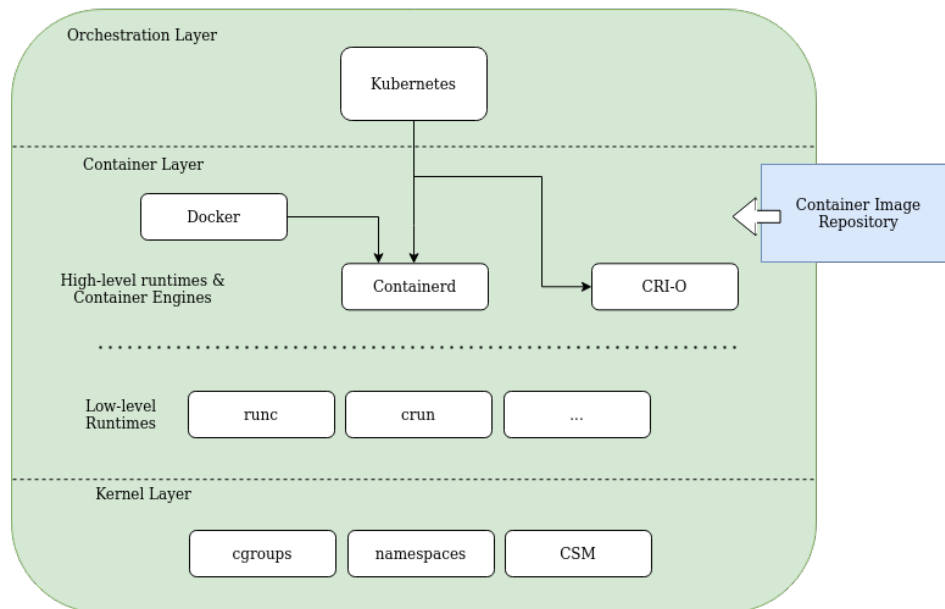 Orchestration Layer
Kubernetes
Container Layer
Container Image
Repository
Docker
High-level runtimes &
Container Engines
Containerd
CRI-O
Low-level
Runtimes
runc
crun
...
Kernel Layer
cgroups
namespaces
CSM